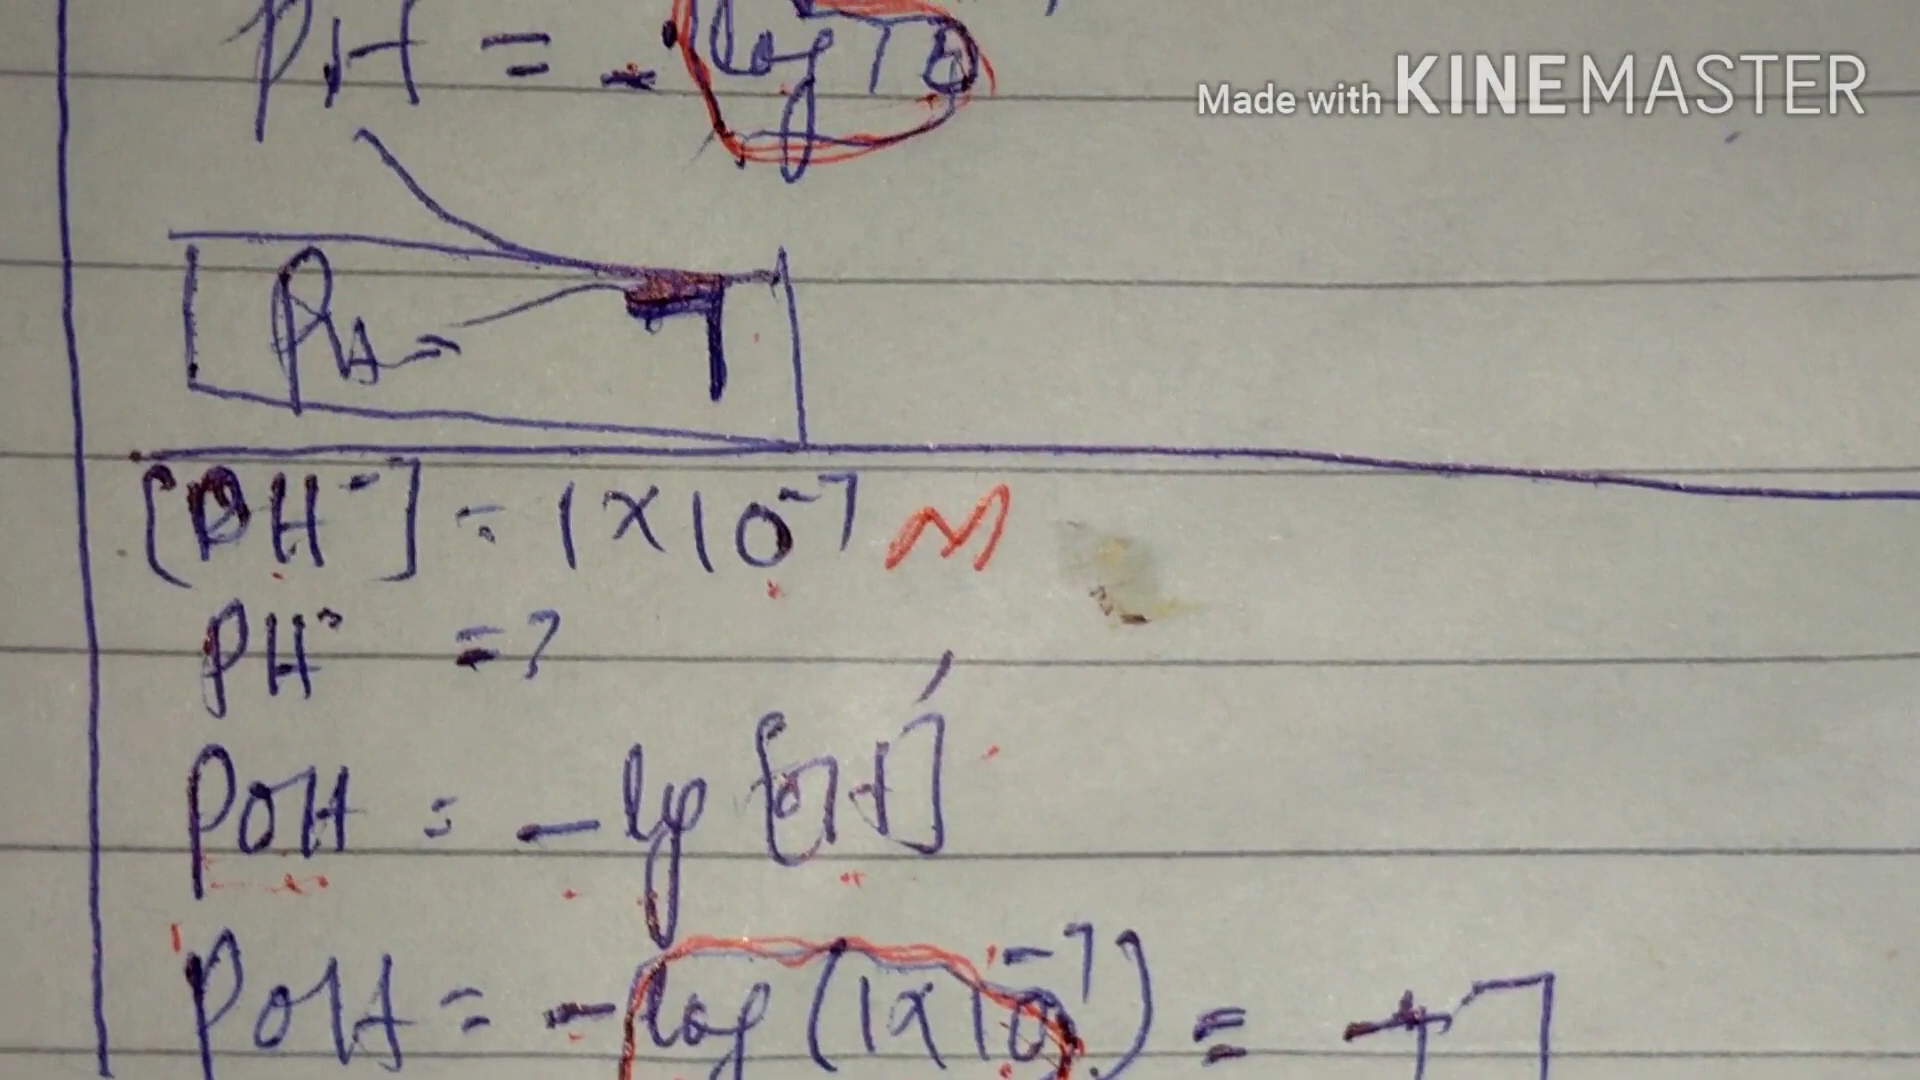 PH = - log 10
Made with KINEMASTER
PH = 7
[OH-] = 1 x 10-7 M
PH = ?
POH = - log [OH-]
POH = - log (1 x 10-7) = +7